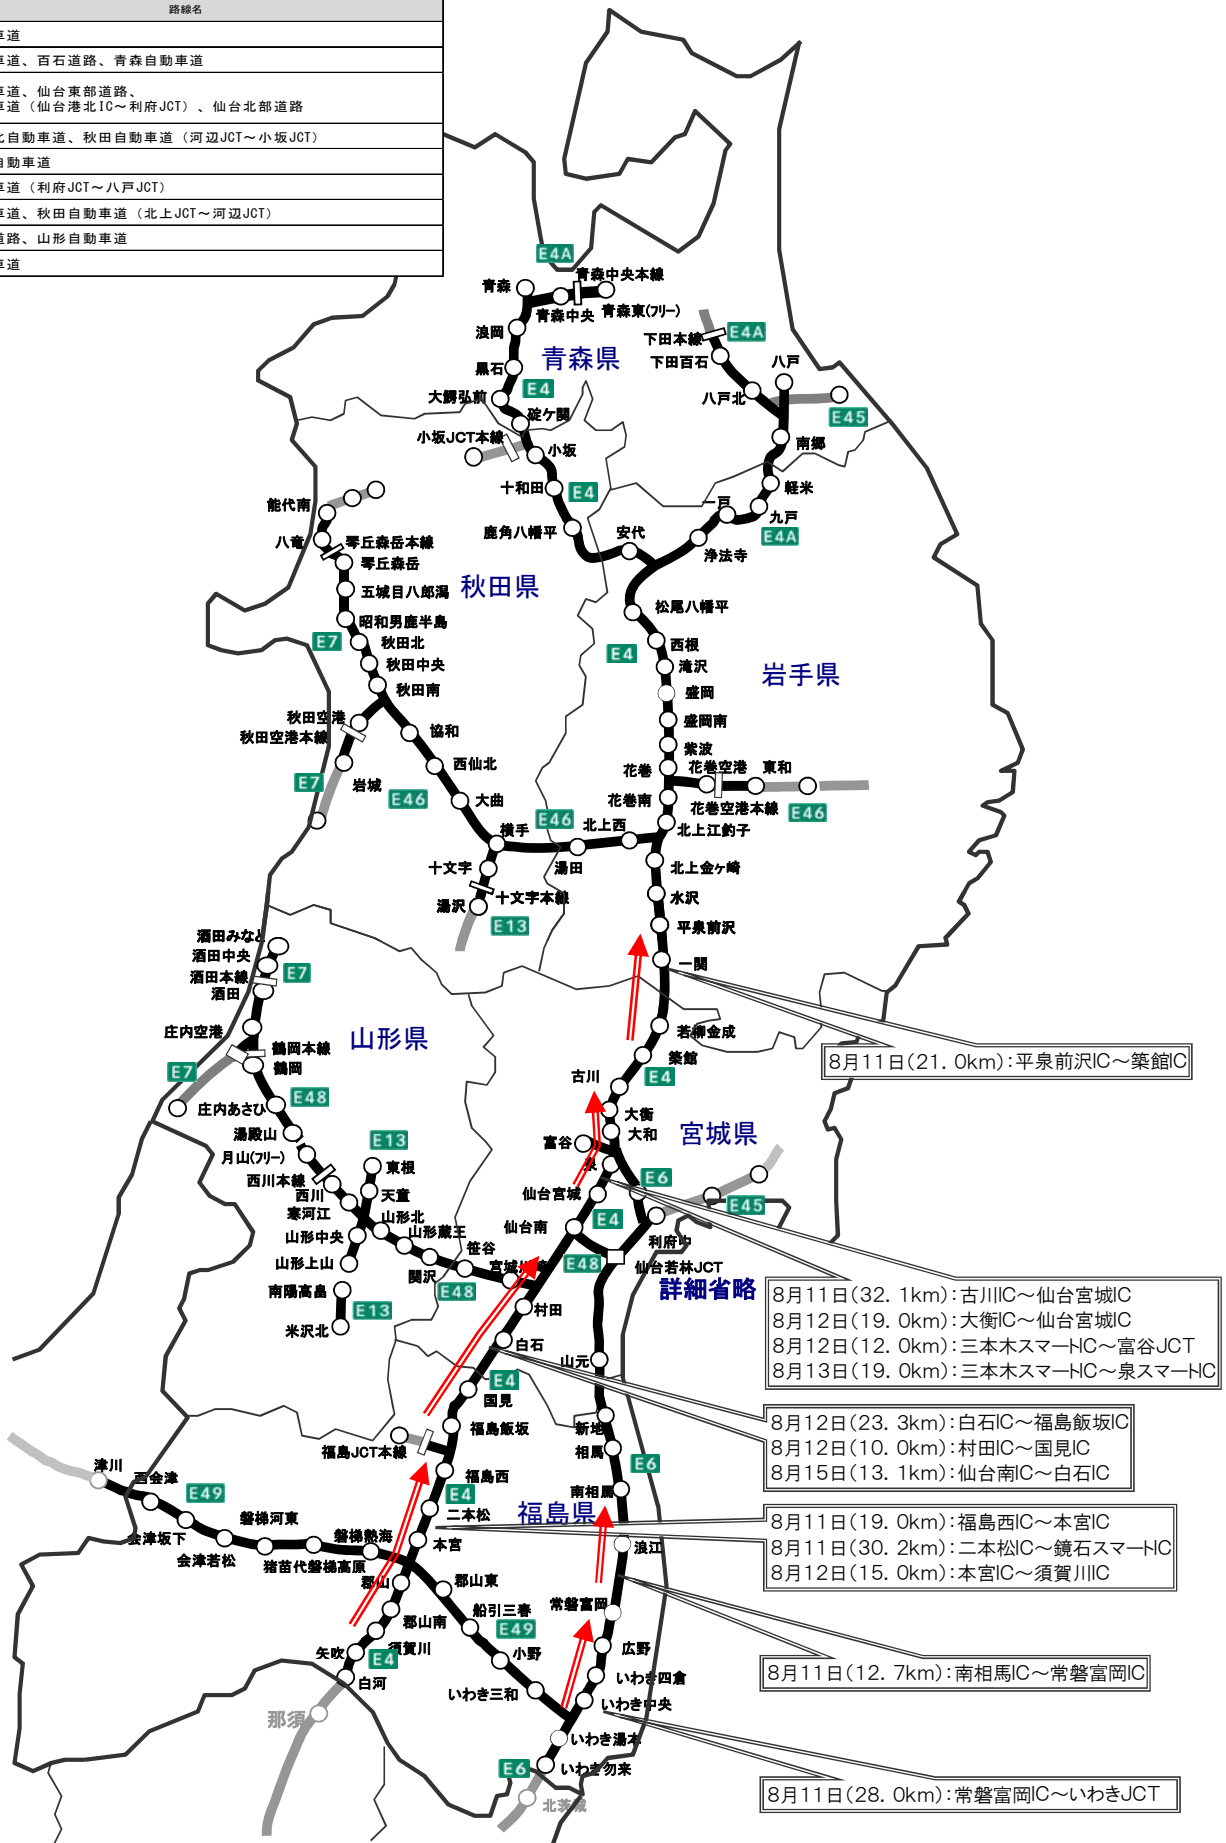 路線名
車道
車道、百石道路、青森自動車道
車道、仙台東部道路、
車道（仙台港北IC～利府JCT）、仙台北部道路
北自動車道、秋田自動車道（河辺JCT～小坂JCT）
自動車道
車道（利府JCT～八戸JCT）
車道、秋田自動車道（北上JCT～河辺JCT）
道路、山形自動車道
車道
E4A
青森中央本線
青森
青森中央
青森東(フリー)
浪岡
下田本線
E4A
青森県
下田百石
八戸
黒石
E4
大鰐弘前
八戸北
碇ケ関
E45
小坂JCT本線
小坂
南郷
十和田
E4
軽米
能代南
一戸
九戸
鹿角八幡平
安代
E4A
八竜
琴丘森岳本線
浄法寺
琴丘森岳
秋田県
五城目八郎潟
松尾八幡平
昭和男鹿半島
E7
秋田北
西根
E4
秋田中央
滝沢
岩手県
秋田南
盛岡
秋田空港
盛岡南
秋田空港本線
協和
紫波
西仙北
花巻
花巻空港
東和
E7
岩城
E46
大曲
花巻南
花巻空港本線
E46
E46
北上西
横手
北上江釣子
十文字
湯田
北上金ヶ崎
十文字本線
水沢
湯沢
E13
平泉前沢
酒田みなと
酒田中央
一関
酒田本線
E7
酒田
庄内空港
山形県
若柳金成
鶴岡本線
築館
8月11日(21.0km):平泉前沢IC～築館IC
E7
鶴岡
古川
E4
庄内あさひ
E48
大衡
湯殿山
大和
宮城県
E13
富谷
月山(フリー)
東根
泉
西川本線
E6
西川
天童
仙台宮城
E45
寒河江
山形北
E4
山形中央
山形蔵王
仙台南
利府中
笹谷
山形上山
関沢
E48
仙台若林JCT
南陽高畠
E48
詳細省略
8月11日(32.1km):古川IC～仙台宮城IC
E13
村田
8月12日(19.0km):大衡IC～仙台宮城IC
米沢北
白石
8月12日(12.0km):三本木スマートIC～富谷JCT
山元
8月13日(19.0km):三本木スマートIC～泉スマートIC
E4
国見
8月12日(23.3km):白石IC～福島飯坂IC
福島飯坂
新地
8月12日(10.0km):村田IC～国見IC
福島JCT本線
相馬
8月15日(13.1km):仙台南IC～白石IC
津川
西会津
福島西
E6
E49
E4
南相馬
磐梯河東
二本松
福島県
8月11日(19.0km):福島西IC～本宮IC
会津坂下
磐梯熱海
本宮
8月11日(30.2km):二本松IC～鏡石スマートIC
会津若松
浪江
猪苗代磐梯高原
8月12日(15.0km):本宮IC～須賀川IC
郡山
郡山東
常磐富岡
郡山南
船引三春
E49
須賀川
矢吹
E4
小野
広野
白河
いわき四倉
8月11日(12.7km):南相馬IC～常磐富岡IC
いわき三和
いわき中央
那須
いわき湯本
E6
いわき勿来
8月11日(28.0km):常磐富岡IC～いわきJCT
北茨城